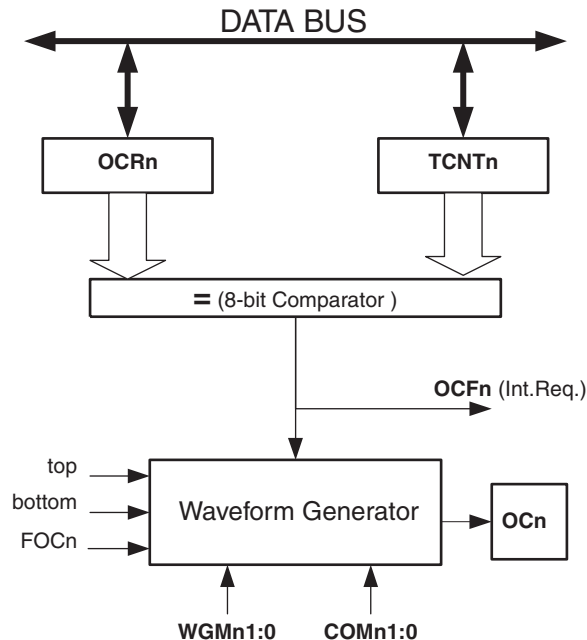 DATA BUS
OCRn
TCNTn
= (8-bit Comparator )
OCFn (Int.Req.)
top
bottom
FOCn
Waveform Generator
OCn
WGMn1:0
COMn1:0